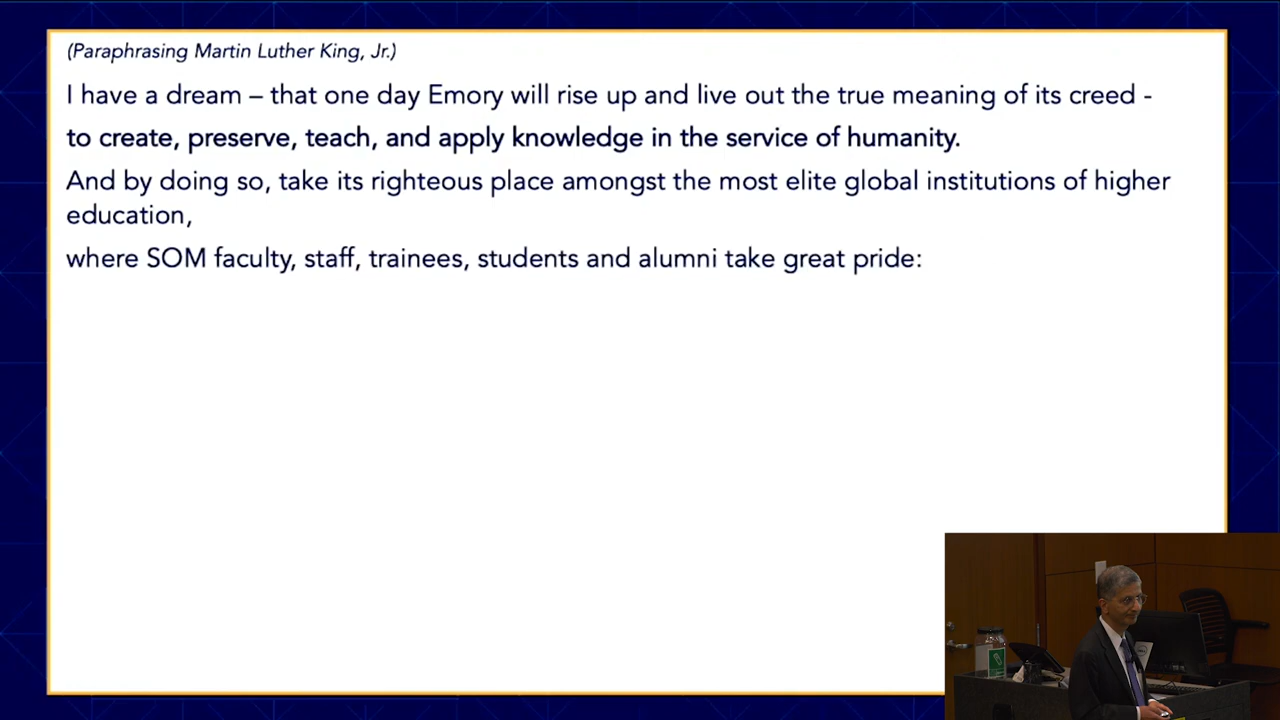 (Paraphrasing Martin Luther King, Jr.)
I have a dream – that one day Emory will rise up and live out the true meaning of its creed -
to create, preserve, teach, and apply knowledge in the service of humanity.
And by doing so, take its righteous place amongst the most elite global institutions of higher
education,
where SOM faculty, staff, trainees, students and alumni take great pride: